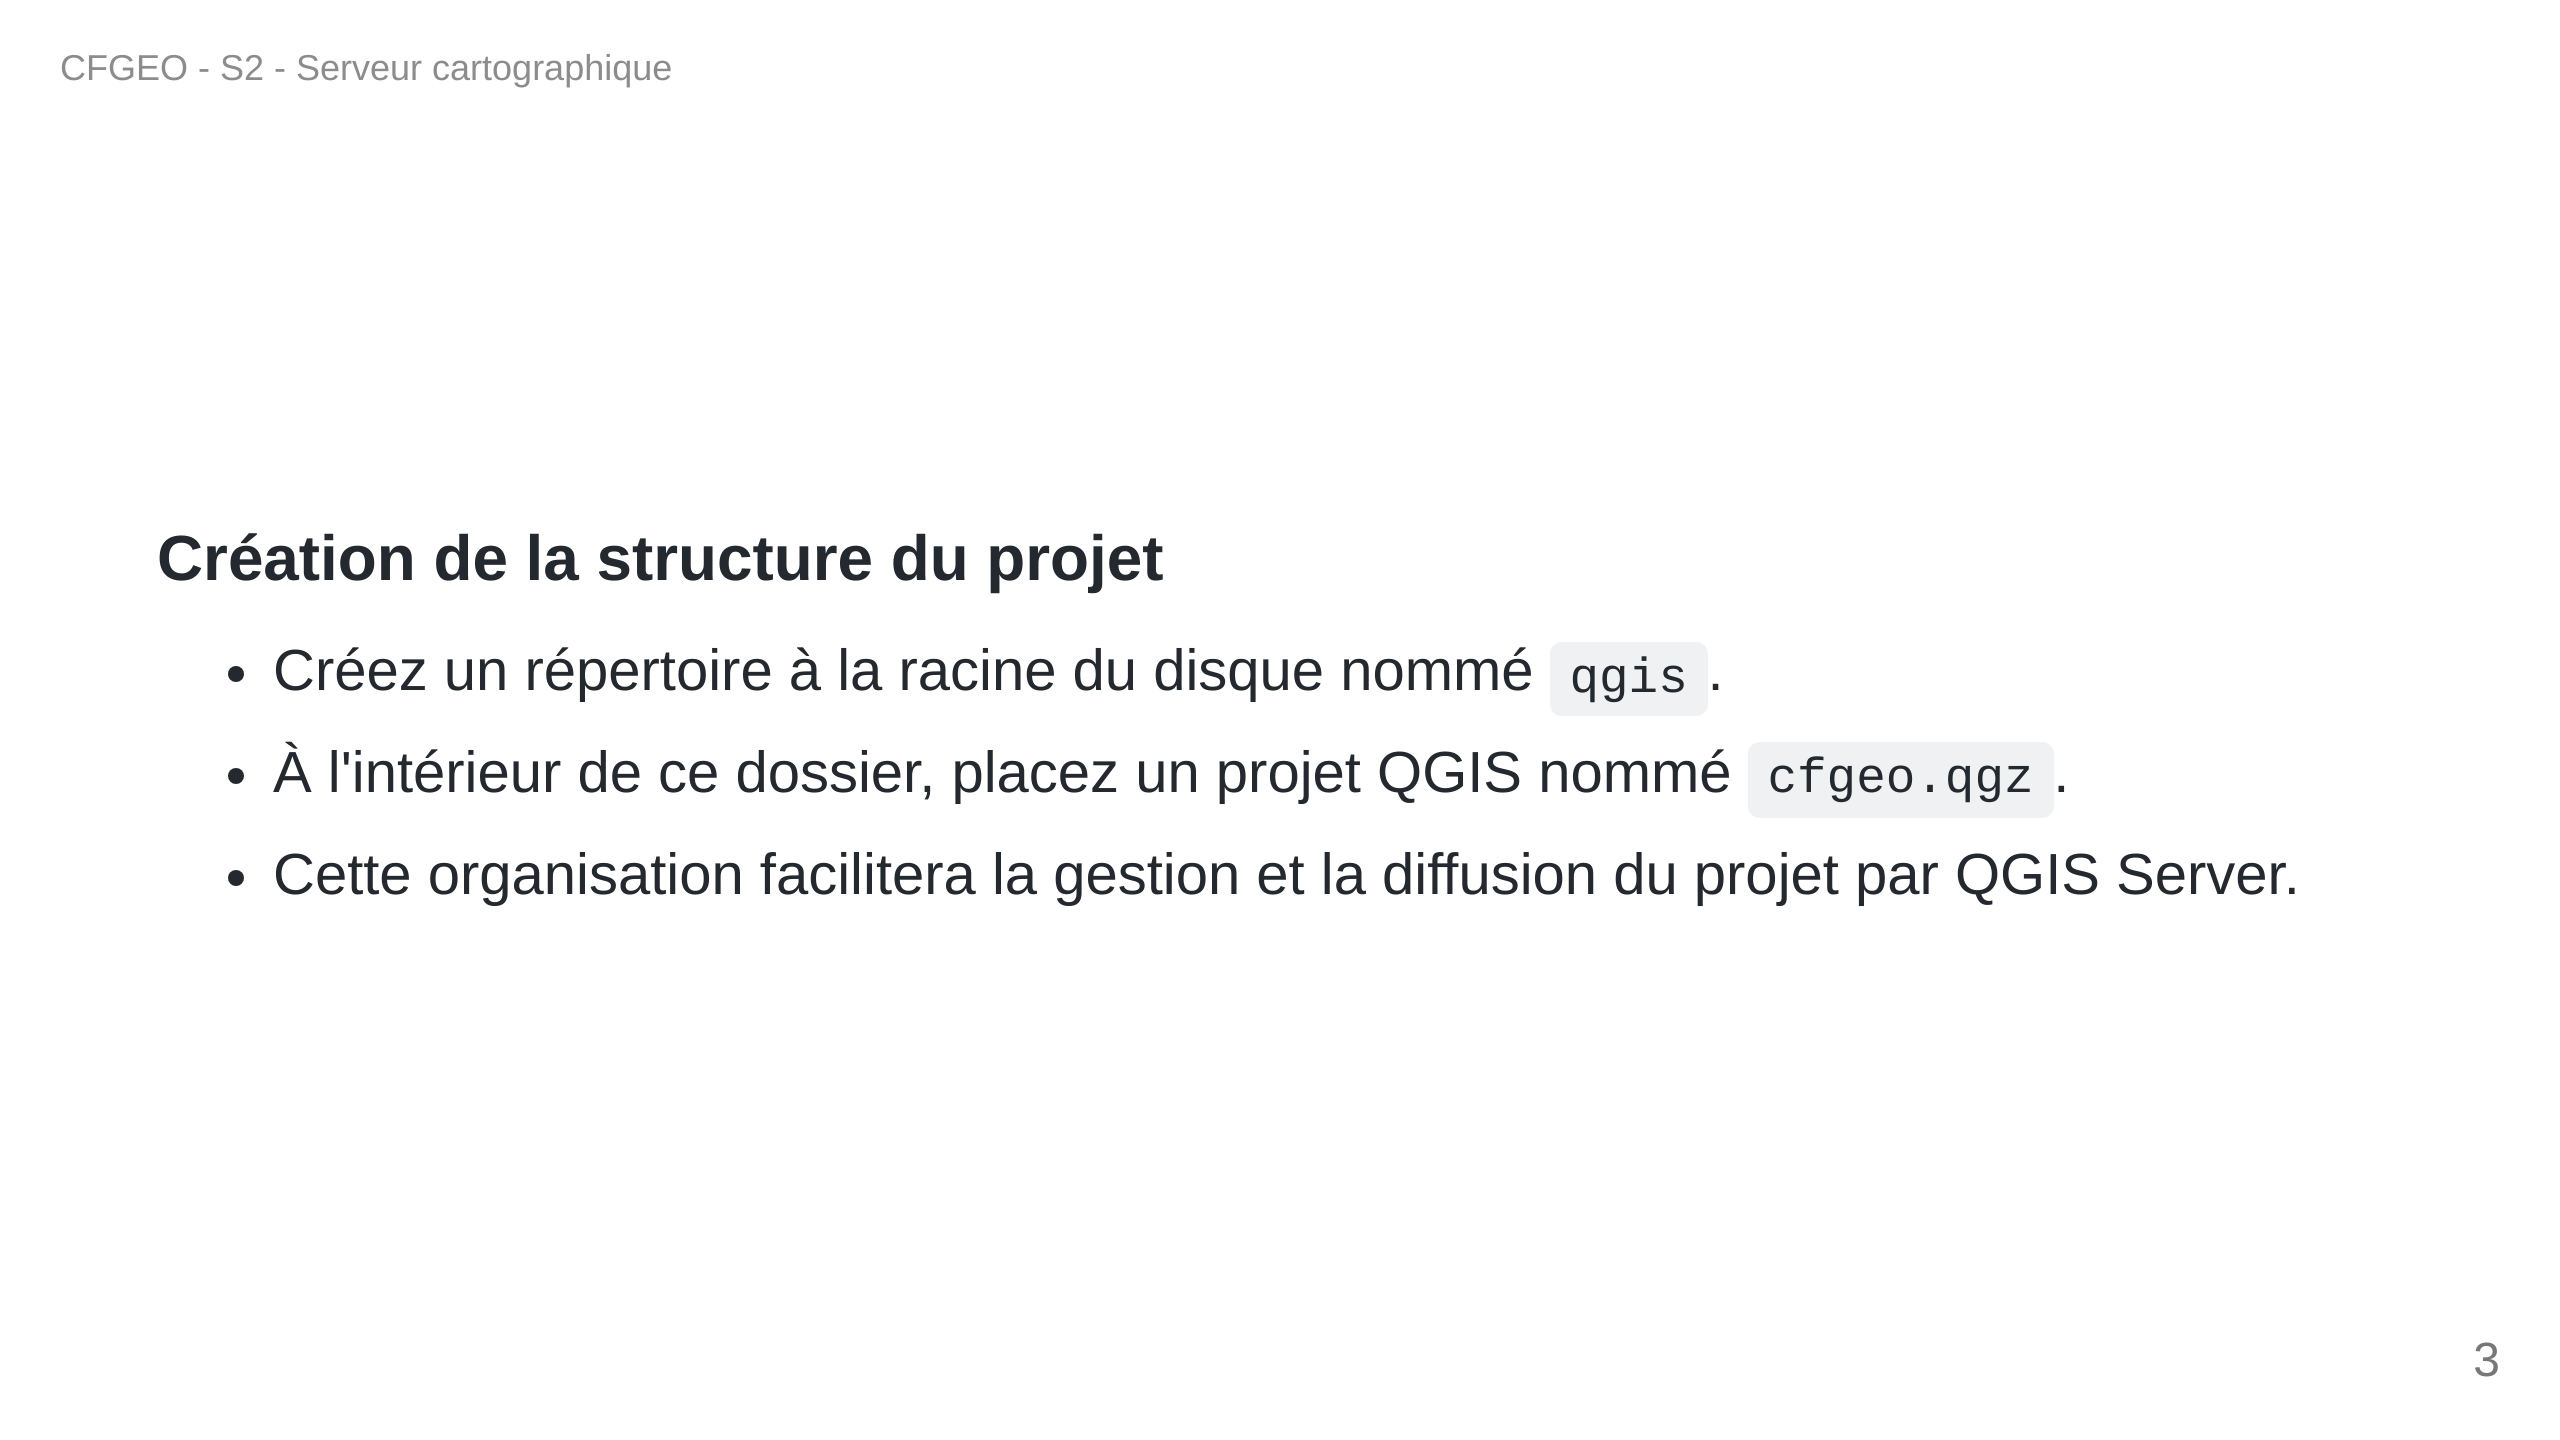 CFGEO - S2 - Serveur cartographique
Création de la structure du projet
• Créez un répertoire à la racine du disque nommé qgis.
• À l'intérieur de ce dossier, placez un projet QGIS nommé cfgeo.qgz.
• Cette organisation facilitera la gestion et la diffusion du projet par QGIS Server.
3